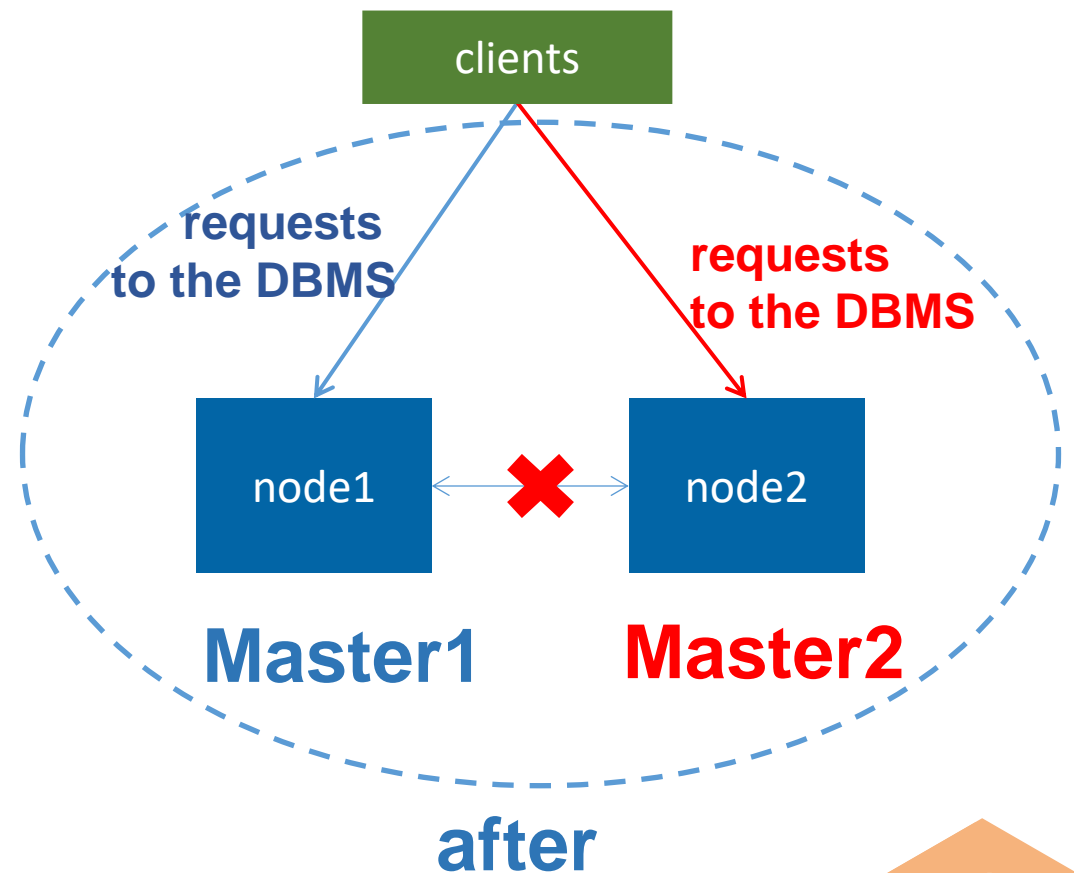 clients
requests
to the DBMS
requests
to the DBMS
node1
node2
Master1
Master2
after